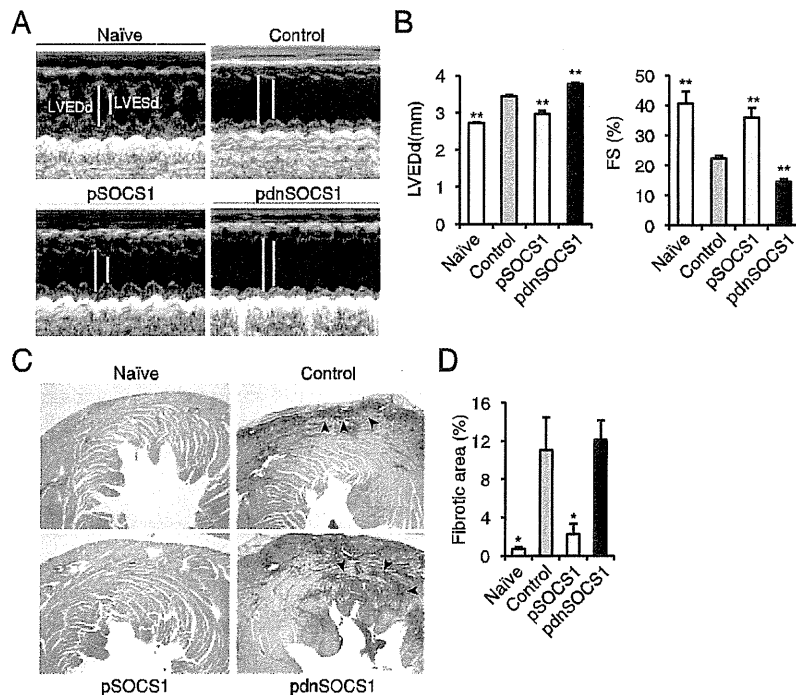 A
Naïve
Control
LVEDd
LVESd
pSOCS1
pdnSOCS1
B
LVEDd(mm)
4
3
2
1
0
**
**
**
Naïve
Control
pSOCS1
pdnSOCS1
FS (%)
50
40
30
20
10
0
**
**
**
Naïve
Control
pSOCS1
pdnSOCS1
C
Naïve
Control
pSOCS1
pdnSOCS1
D
Fibrotic area (%)
16
12
8
4
0
*
*
Naïve
Control
pSOCS1
pdnSOCS1